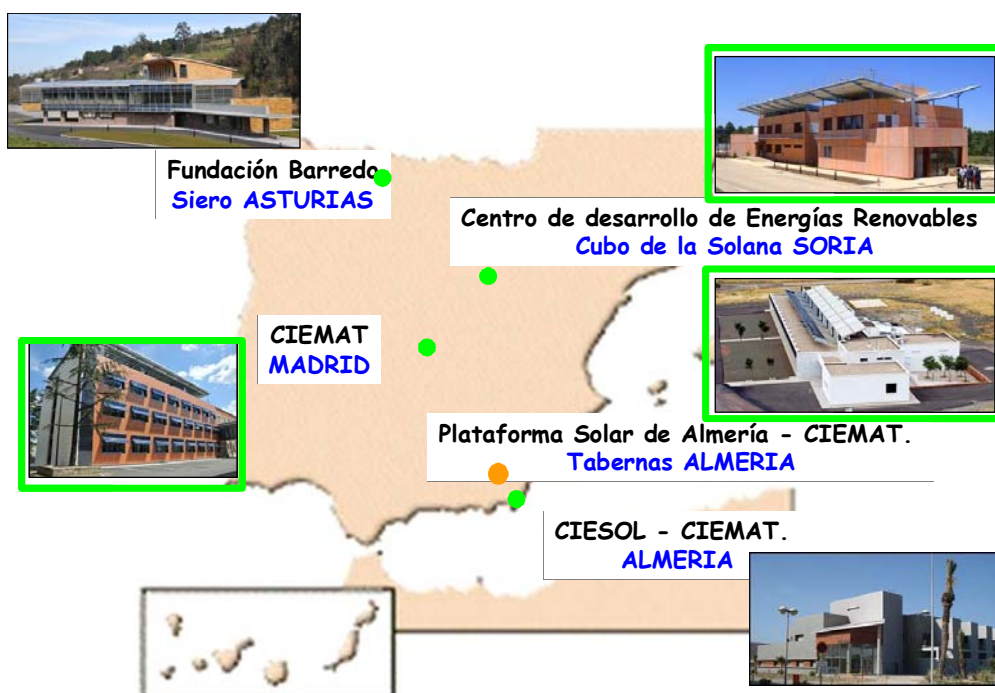 Fundación Barredo
Siero ASTURIAS
Centro de desarrollo de Energías Renovables
Cubo de la Solana SORIA
CIEMAT
MADRID
Plataforma Solar de Almería - CIEMAT.
Tabernas ALMERIA
CIESOL - CIEMAT.
ALMERIA